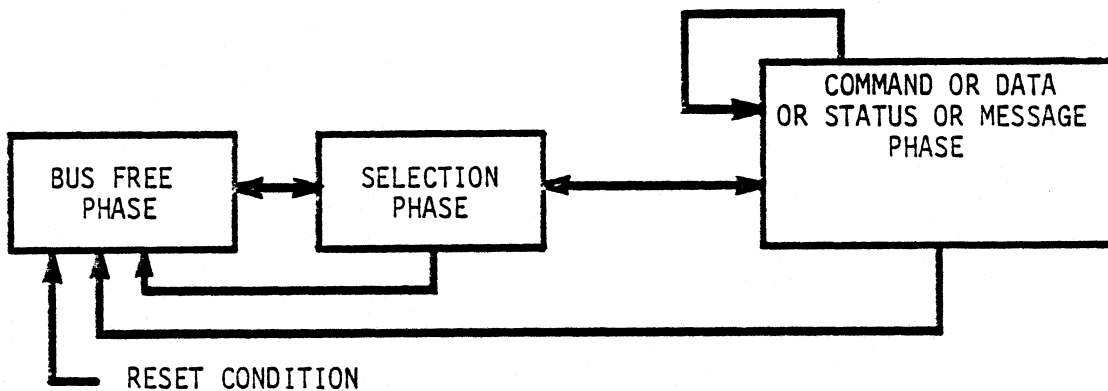 COMMAND OR DATA
OR STATUS OR MESSAGE
PHASE
BUS FREE
PHASE
SELECTION
PHASE
RESET CONDITION